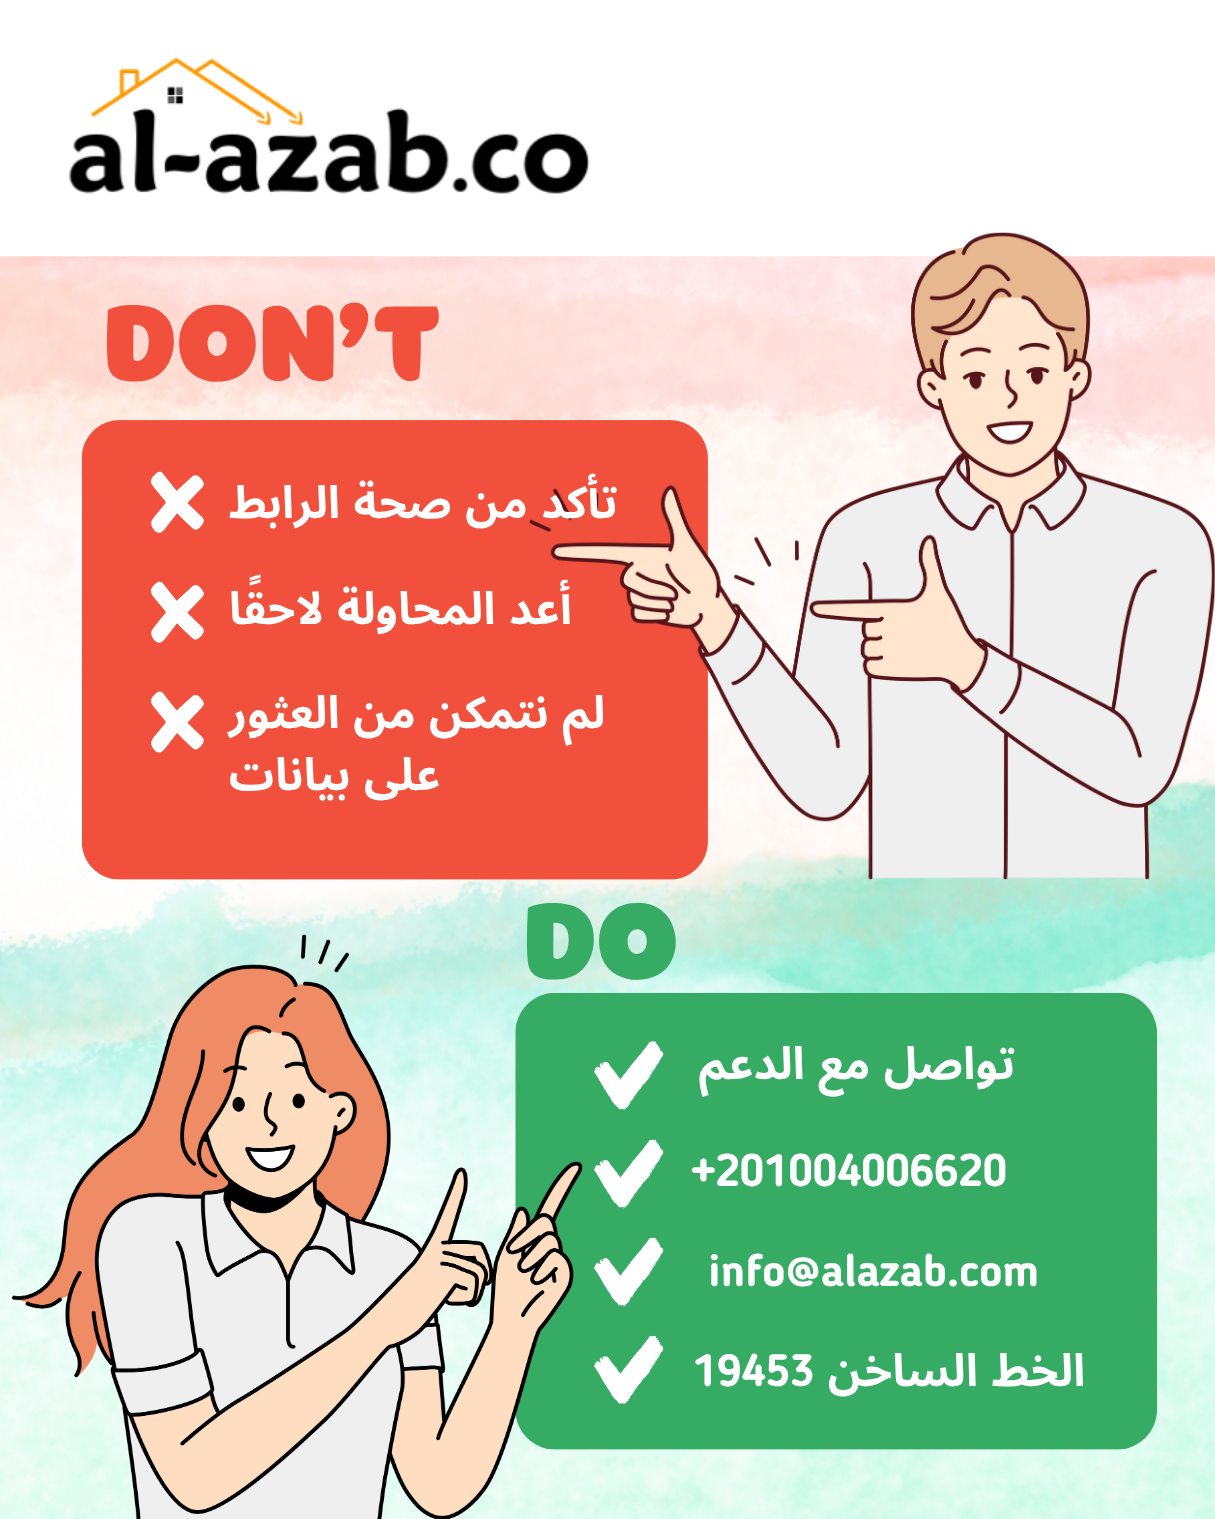 al-azab.co
DON'T
تأكد من صحة الرابط
أعد المحاولة لاحقًا
لم نتمكن من العثور
على بيانات
DO
تواصل مع الدعم
+201004006620
info@alazab.com
الخط الساخن 19453